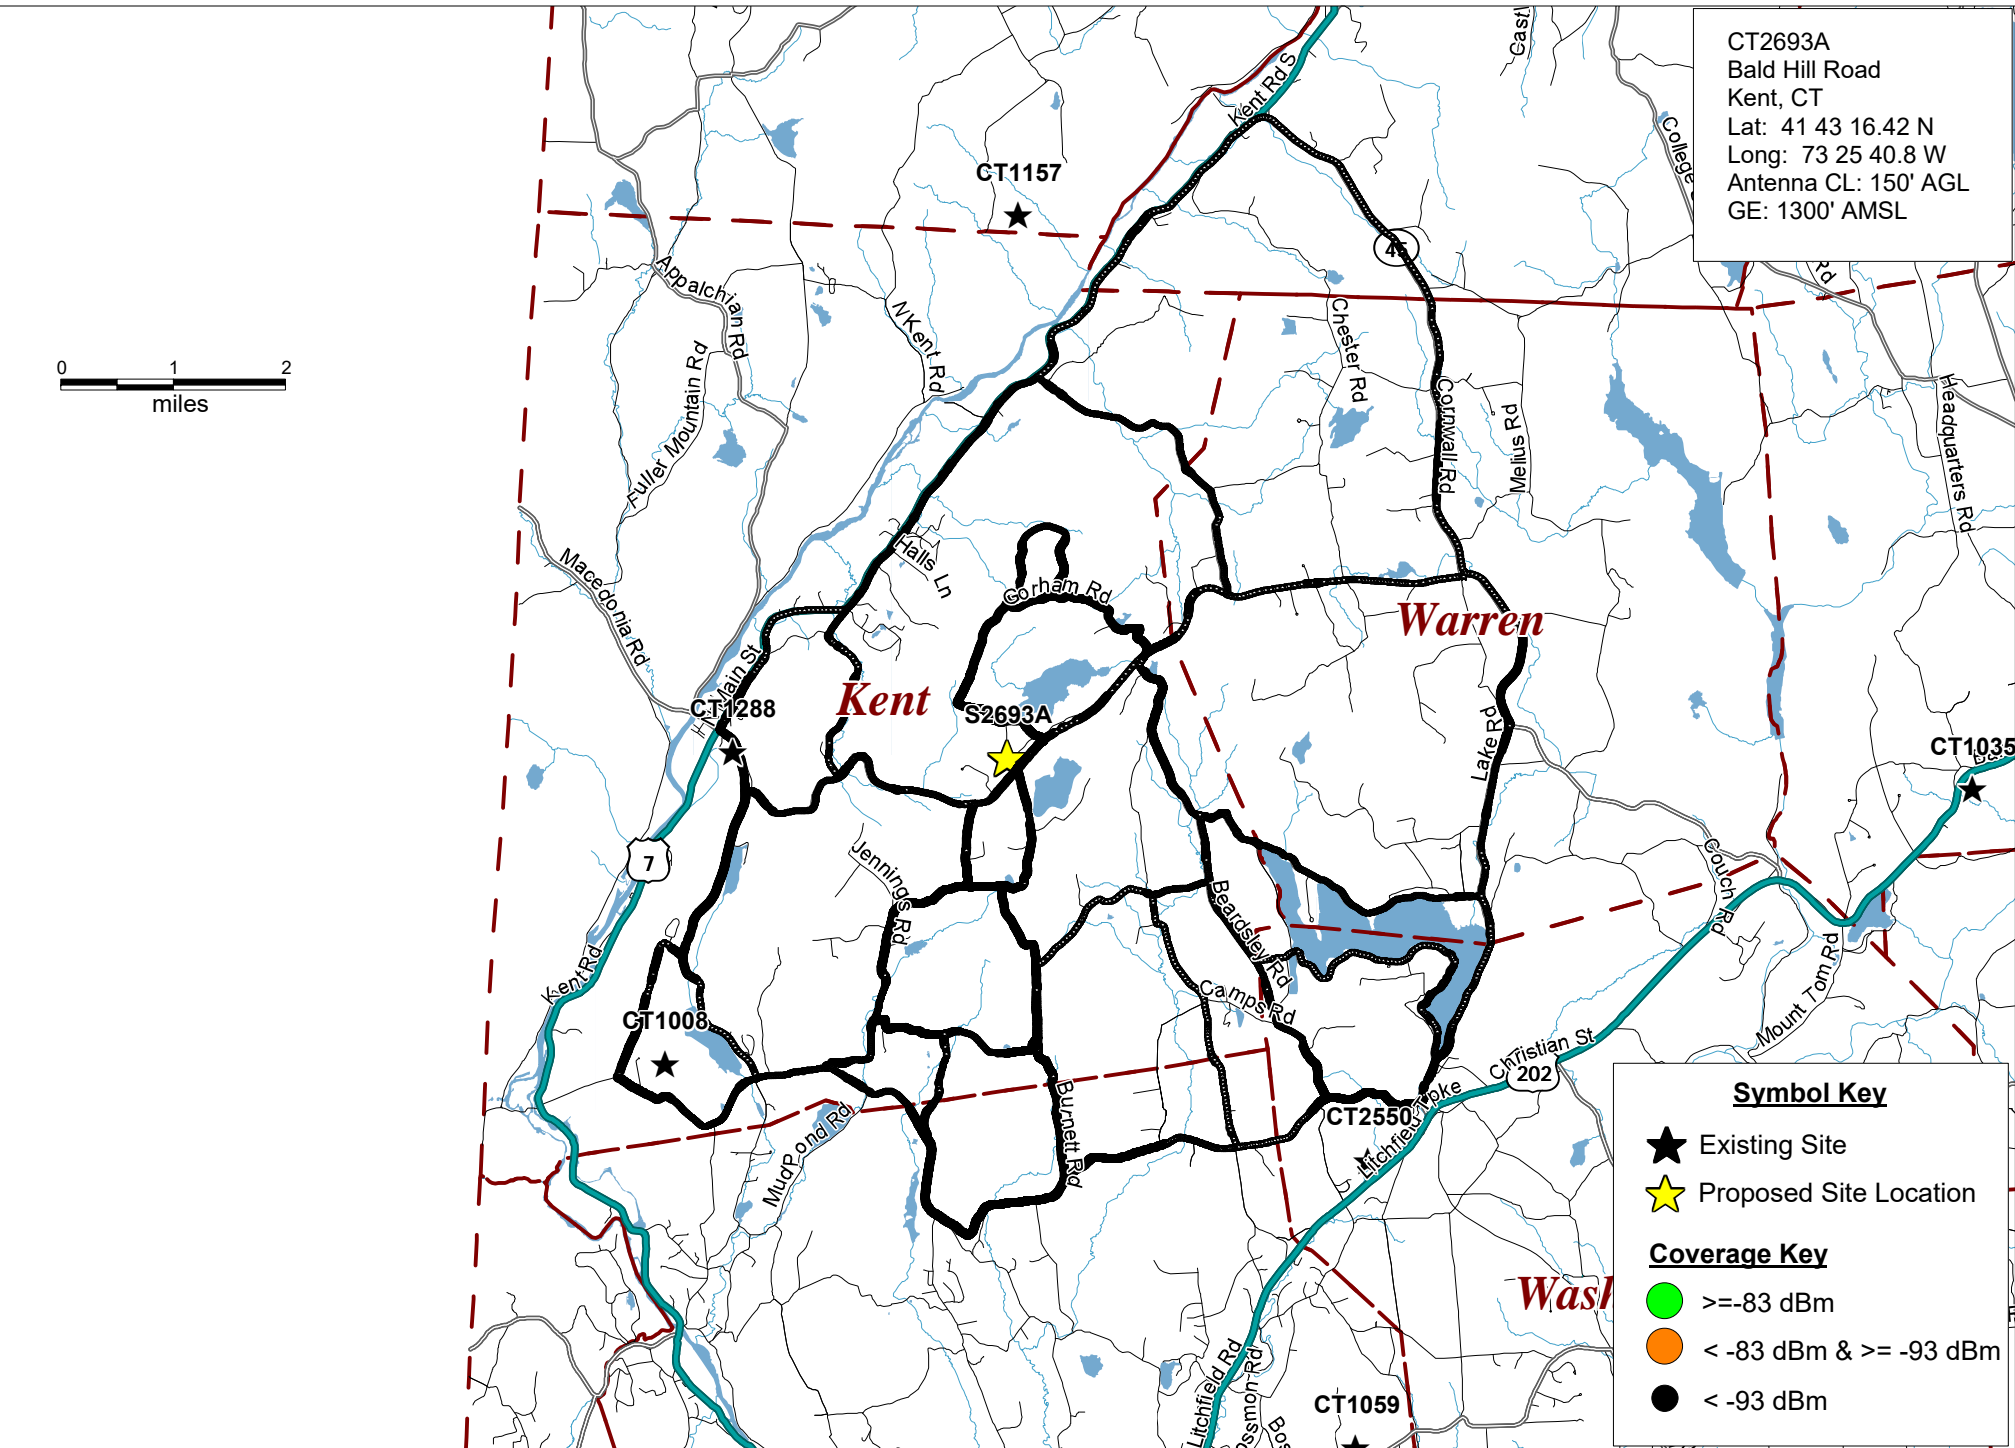 CT2693A
Bald Hill Road
Kent, CT
Lat: 41 43 16.42 N
Long: 73 25 40.8 W
Antenna CL: 150' AGL
GE: 1300' AMSL
Kent Rd S
College
Rd
CT1157
45
Appalchian Rd
N Kent Rd
Chester Rd
Cornwall Rd
Melius Rd
Headquarters Rd
0 1 2
miles
Fuller Mountain Rd
Macedonia Rd
Halls Ln
Gorham Rd
Warren
Kent
Main St
CT1288
S2693A
Lake Rd
CT1035
7
Jennings Rd
Couch Rd
Beardsley Rd
Kent Rd
Camps Rd
Mount Tom Rd
CT1008
Christian St
202
Burnett Rd
Mud Pond Rd
CT2550
Litchfield Tpke
Litchfield Rd
CT1059
Symbol Key
Existing Site
Proposed Site Location
Coverage Key
>=-83 dBm
< -83 dBm & >= -93 dBm
< -93 dBm